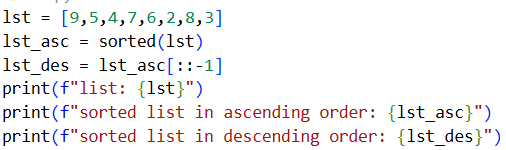 lst = [9,5,4,7,6,2,8,3]
lst_asc = sorted(lst)
lst_des = lst_asc[::-1]
print(f"list: {lst}")
print(f"sorted list in ascending order: {lst_asc}")
print(f"sorted list in descending order: {lst_des}")